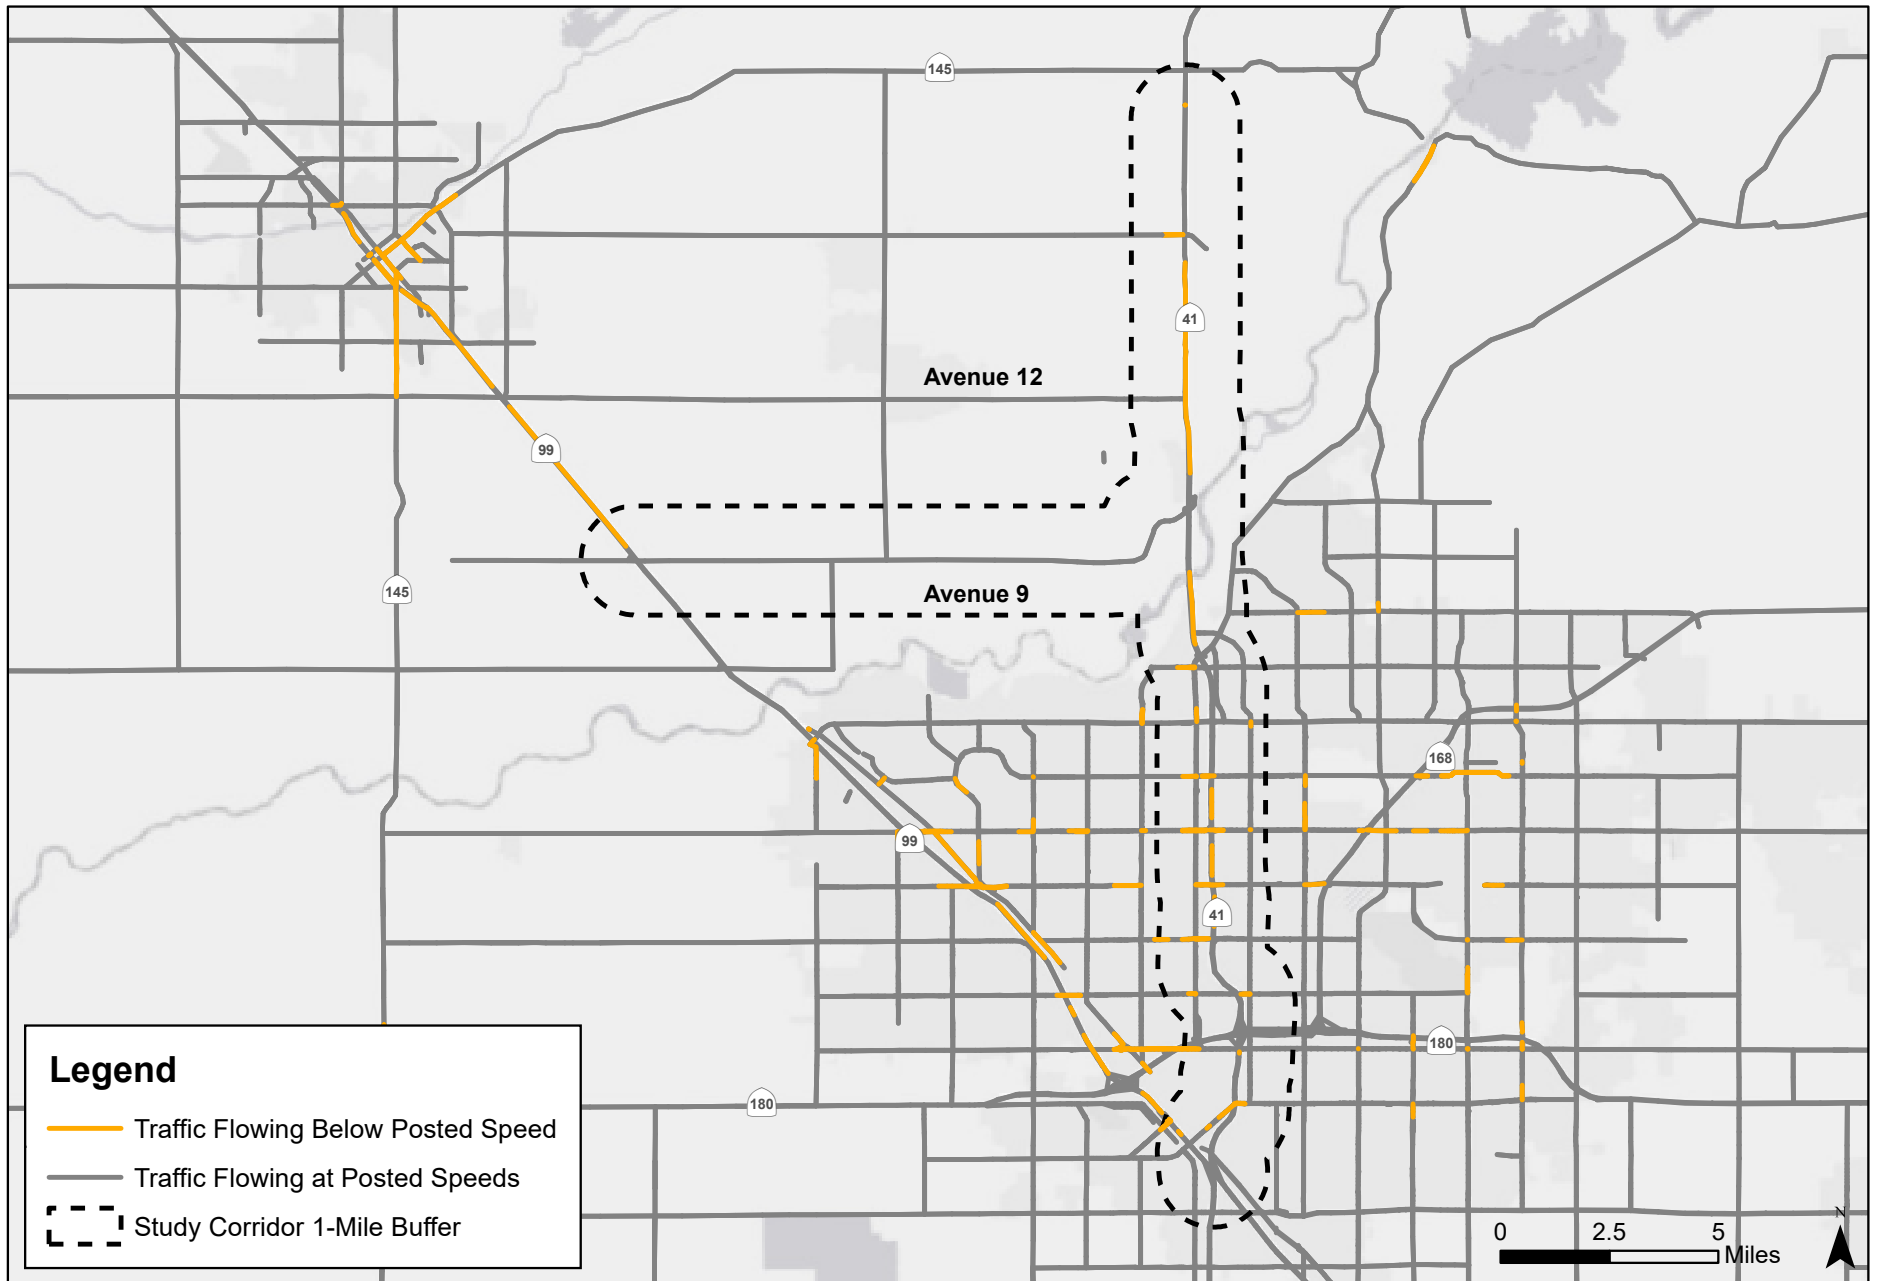 145
41
Avenue 12
99
145
Avenue 9
168
99
41
180
180
Legend
Traffic Flowing Below Posted Speed
Traffic Flowing at Posted Speeds
Study Corridor 1-Mile Buffer
0 2.5 5
Miles
N